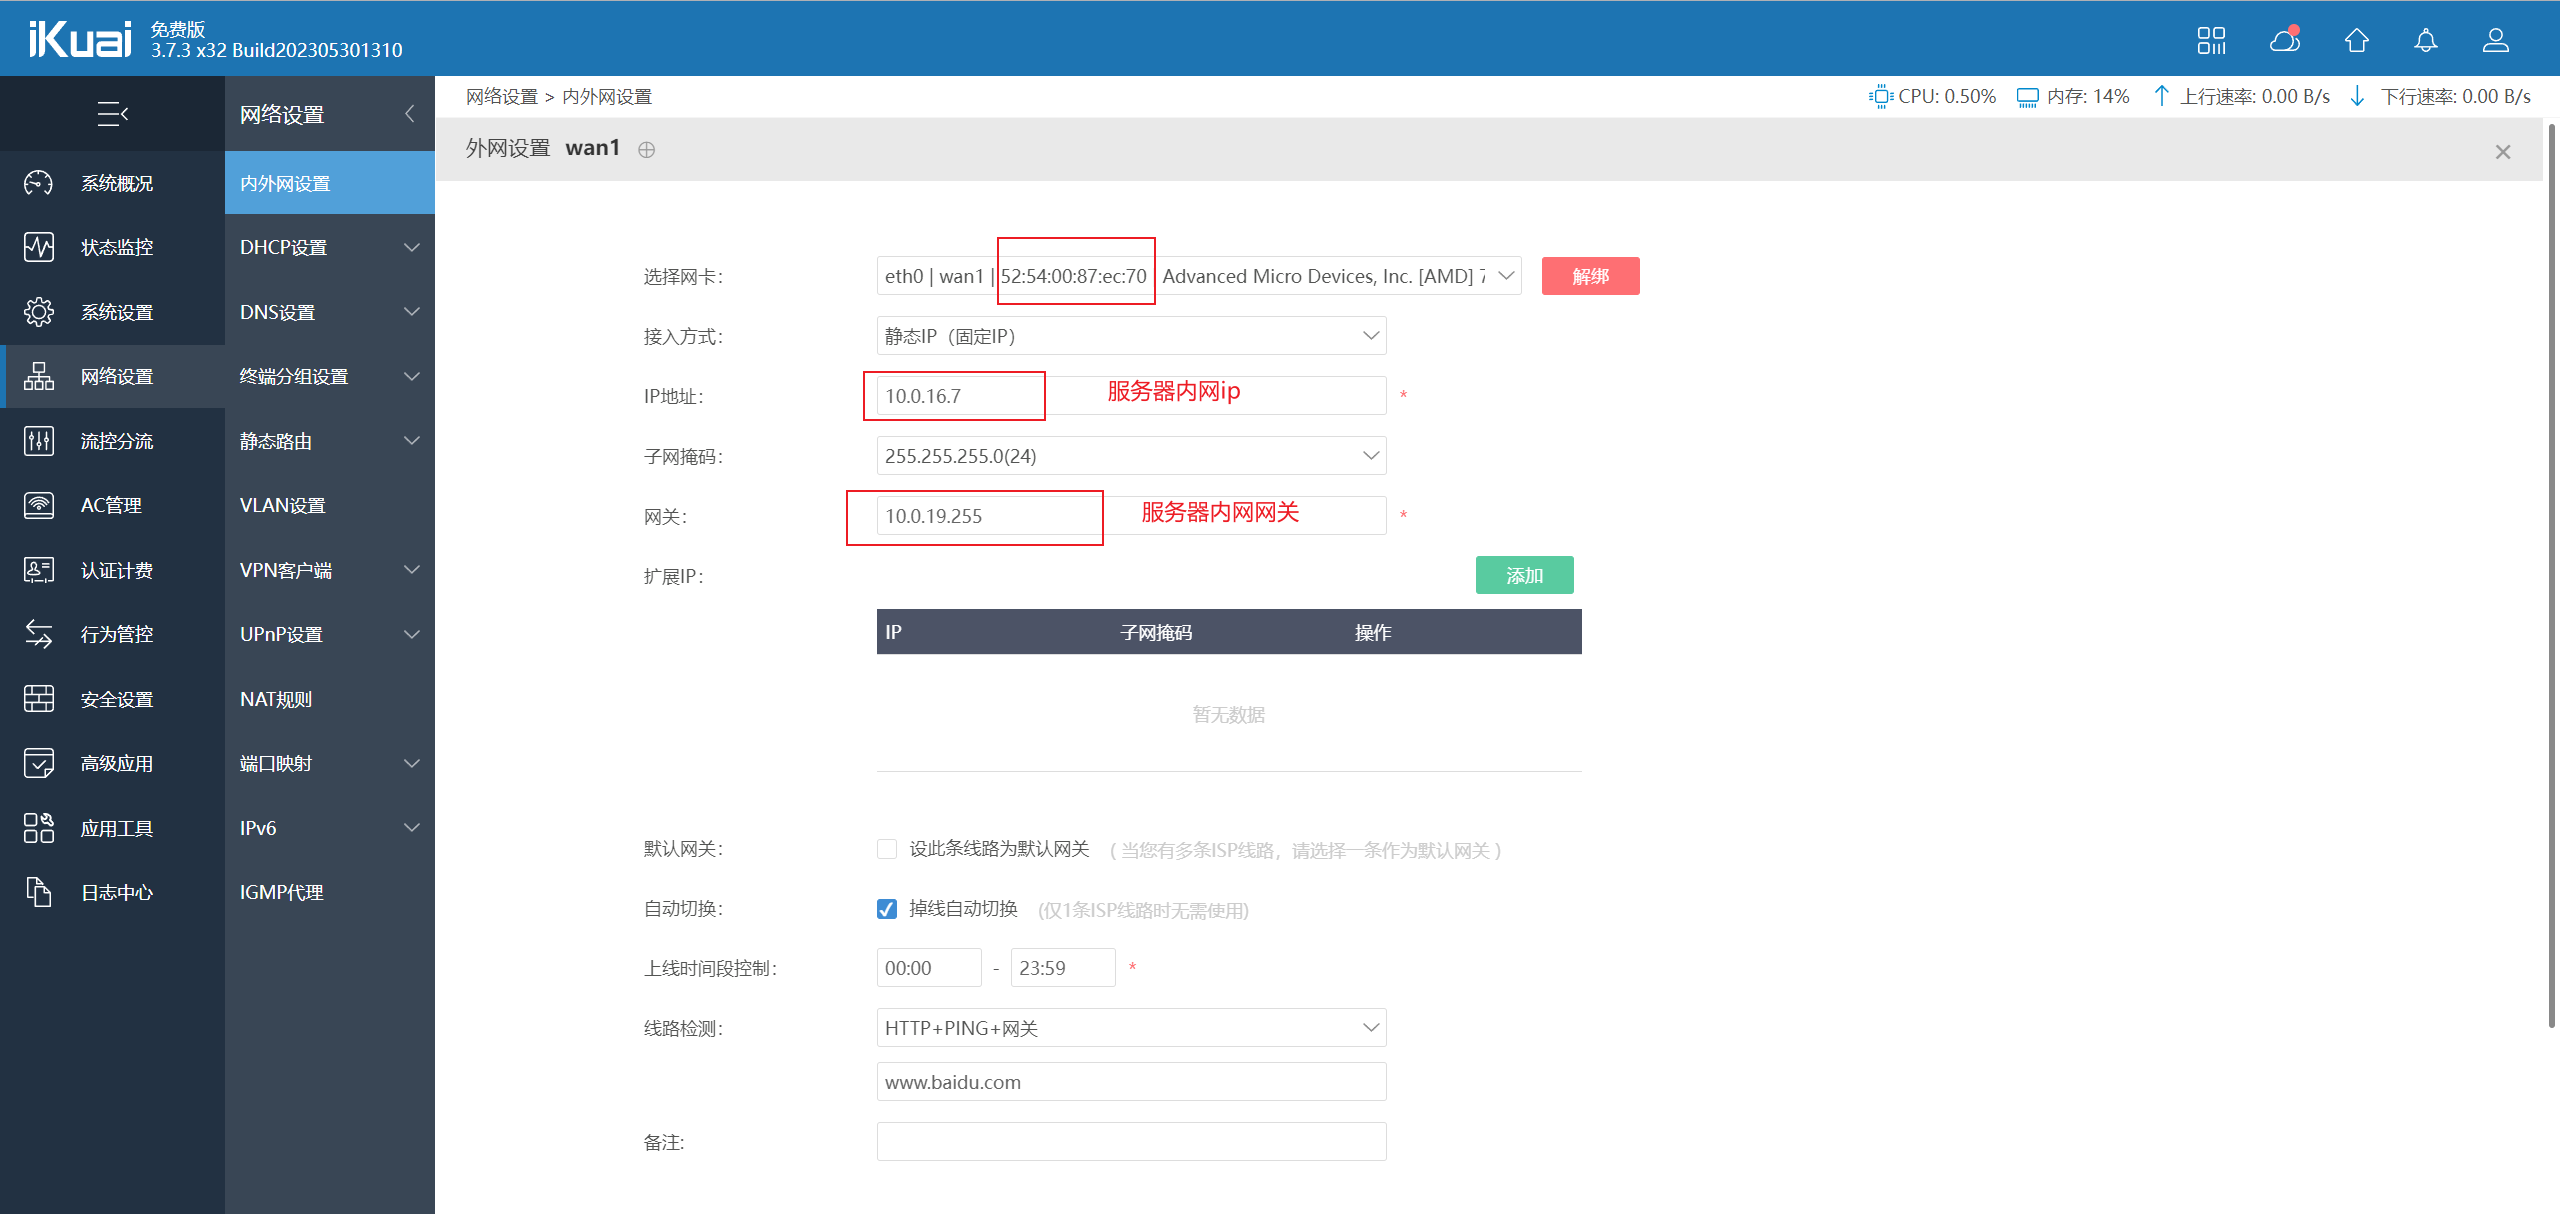 iKuai 免费版
3.7.3 x32 Build202305301310
网络设置
系统概况
状态监控
系统设置
网络设置
流控分流
AC管理
认证计费
行为管控
安全设置
高级应用
应用工具
日志中心
内外网设置
DHCP设置
DNS设置
终端分组设置
静态路由
VLAN设置
VPN客户端
UPnP设置
NAT规则
端口映射
IPv6
IGMP代理
网络设置 > 内外网设置
CPU: 0.50% 内存: 14% 上行速率: 0.00 B/s 下行速率: 0.00 B/s
外网设置 wan1
选择网卡: eth0 | wan1 | 52:54:00:87:ec:70 Advanced Micro Devices, Inc. [AMD] 7 解绑
接入方式: 静态IP（固定IP）
IP地址: 10.0.16.7 服务器内网ip *
子网掩码: 255.255.255.0(24)
网关: 10.0.19.255 服务器内网网关 *
扩展IP: 添加
IP 子网掩码 操作
暂无数据
默认网关: 设此条线路为默认网关 ( 当您有多条ISP线路，请选择一条作为默认网关 )
自动切换: 掉线自动切换 (仅1条ISP线路时无需使用)
上线时间段控制: 00:00 - 23:59 *
线路检测: HTTP+PING+网关
www.baidu.com
备注: